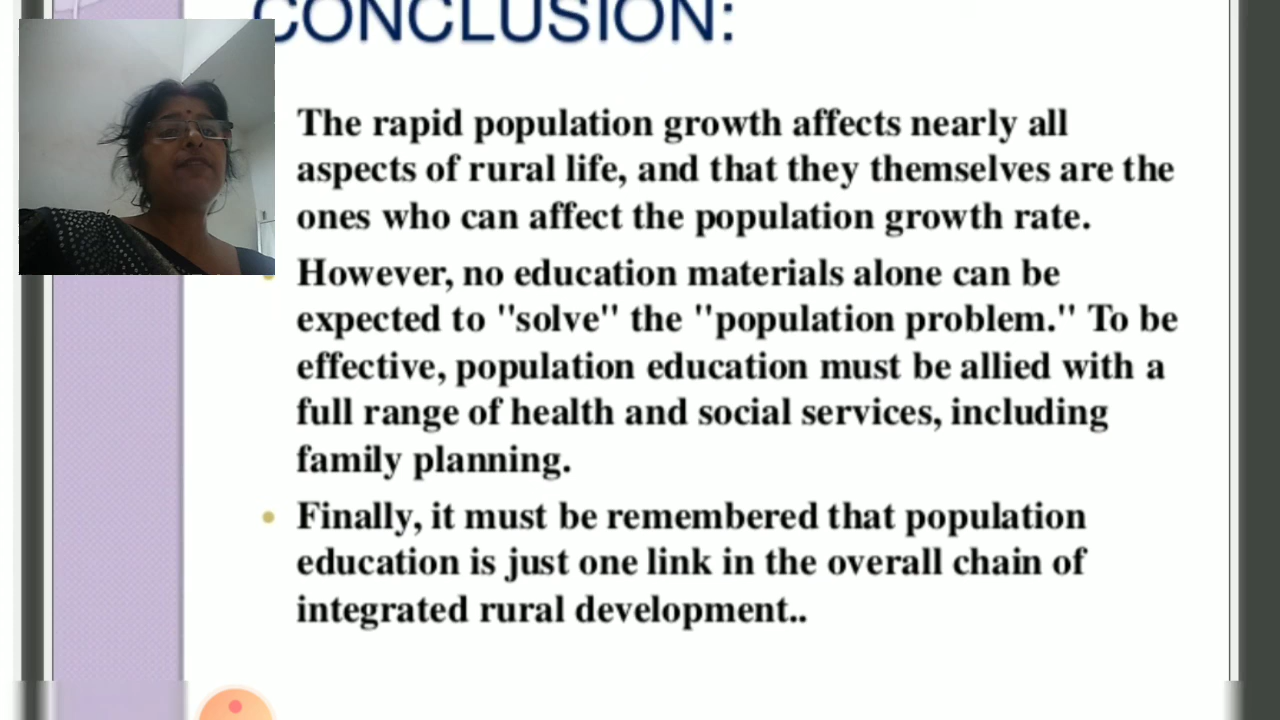 CONCLUSION:
The rapid population growth affects nearly all
aspects of rural life, and that they themselves are the
ones who can affect the population growth rate.
However, no education materials alone can be
expected to "solve" the "population problem." To be
effective, population education must be allied with a
full range of health and social services, including
family planning.
Finally, it must be remembered that population
education is just one link in the overall chain of
integrated rural development..